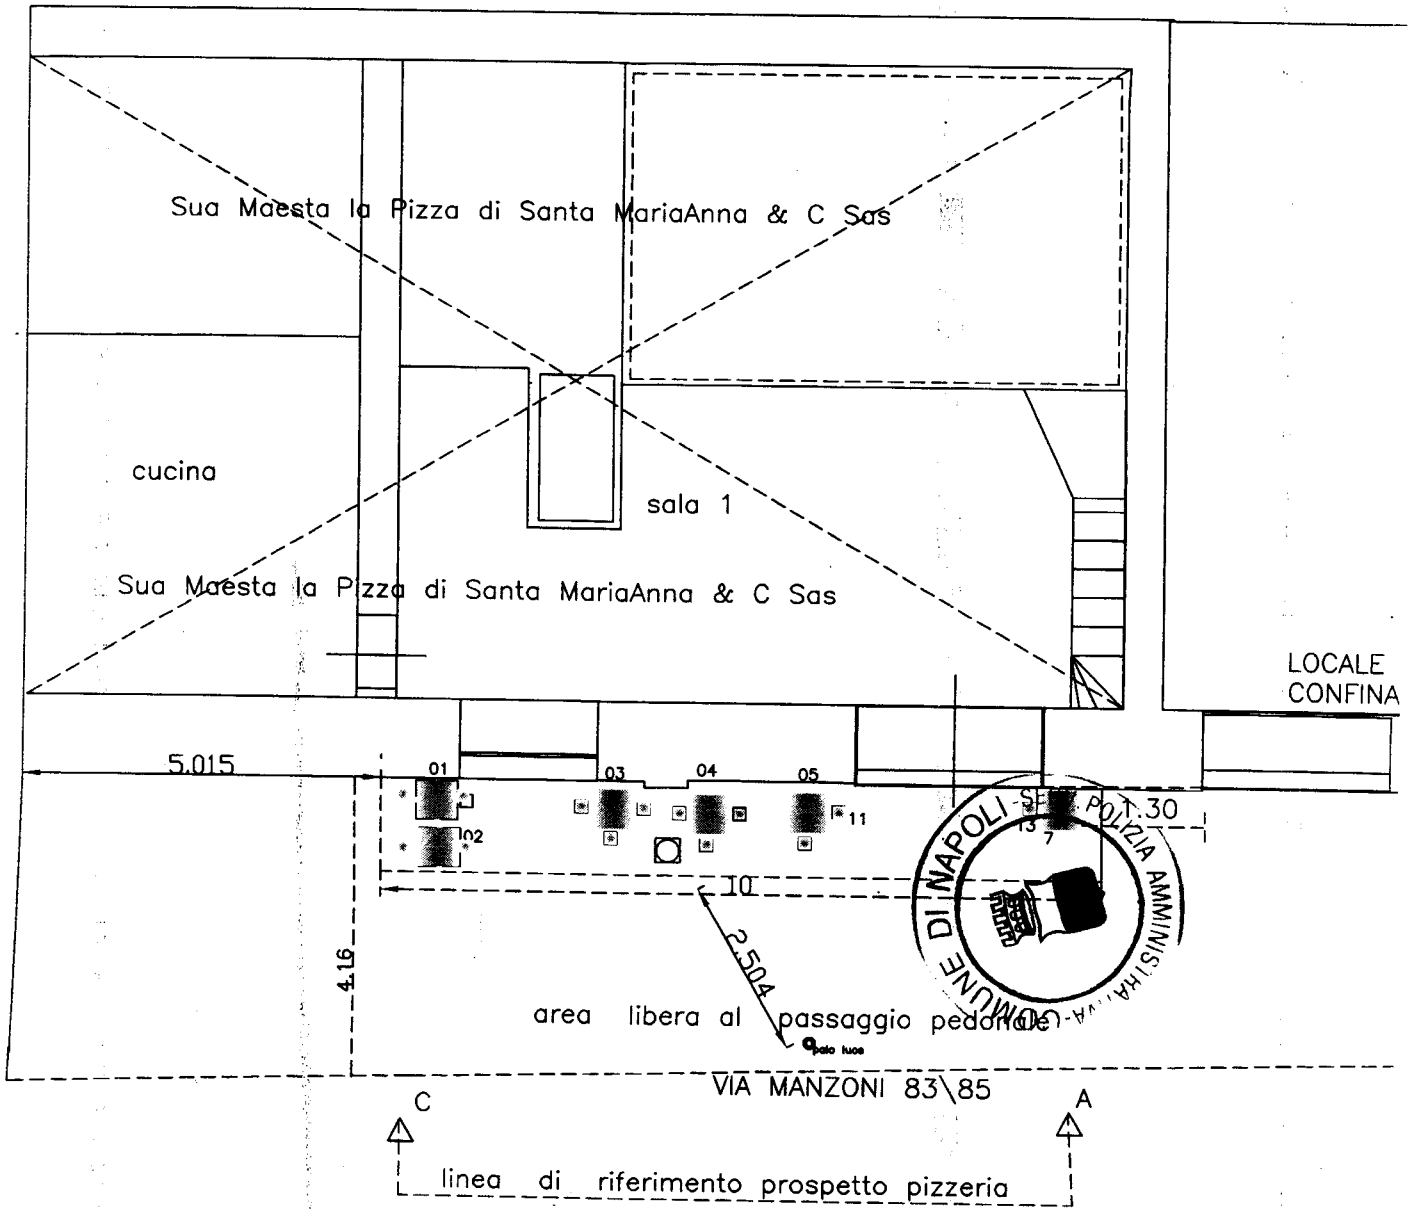 Sua Maesta la Pizza di Santa MariaAnna & C Sas
cucina
sala 1
Sua Maesta la Pizza di Santa MariaAnna & C Sas
LOCALE
CONFINA
5.015
01
03
04
05
02
11
13
7
1.30
10
2.504
4.16
COMUNE DI NAPOLI
POLIZIA AMMINISTRATIVA
area libera al passaggio pedonale
palo luce
VIA MANZONI 83\85
C
A
linea di riferimento prospetto pizzeria